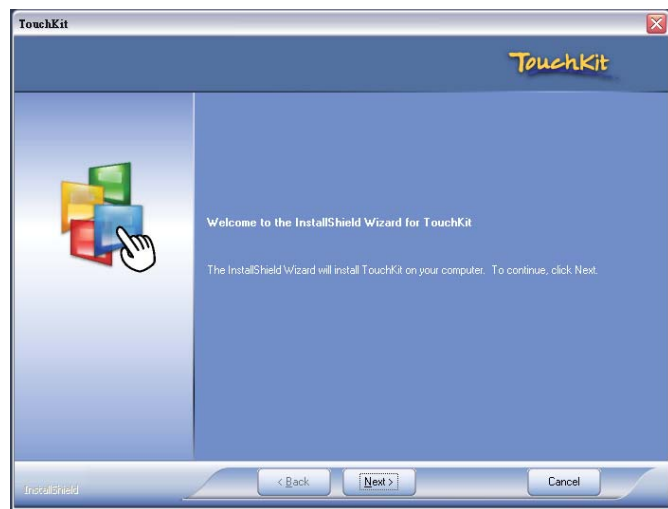 TouchKit
TouchKit
Welcome to the InstallShield Wizard for TouchKit
The InstallShield Wizard will install TouchKit on your computer. To continue, click Next.
InstallShield
< Back
Next >
Cancel